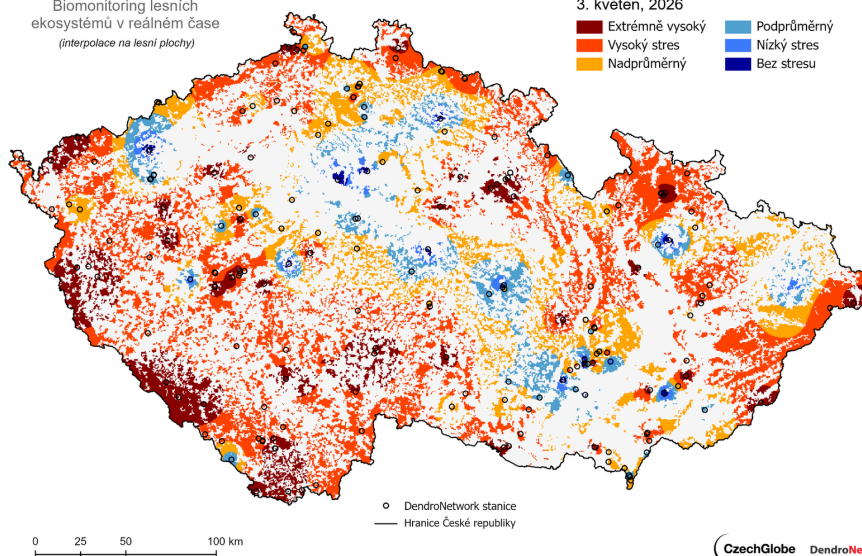 Biomonitoring lesních
ekosystémů v reálném čase
(interpolace na lesní plochy)
3. květen, 2026
Extrémně vysoký
Vysoký stres
Nadprůměrný
Podprůměrný
Nízký stres
Bez stresu
DendroNetwork stanice
Hranice České republiky
0 25 50 100 km
CzechGlobe
DendroNe